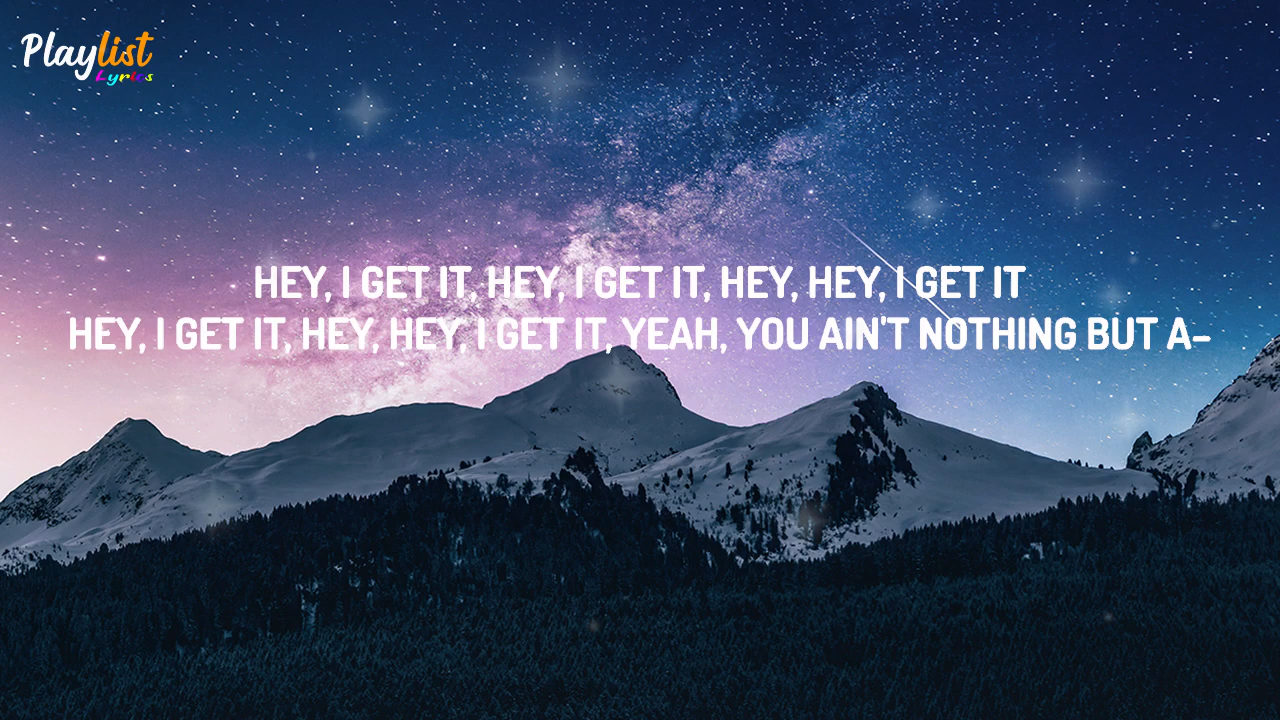 Playlist
Lyrics
HEY, I GET IT, HEY, I GET IT, HEY, HEY, I GET IT
HEY, I GET IT, HEY, HEY, I GET IT, YEAH, YOU AIN'T NOTHING BUT A-